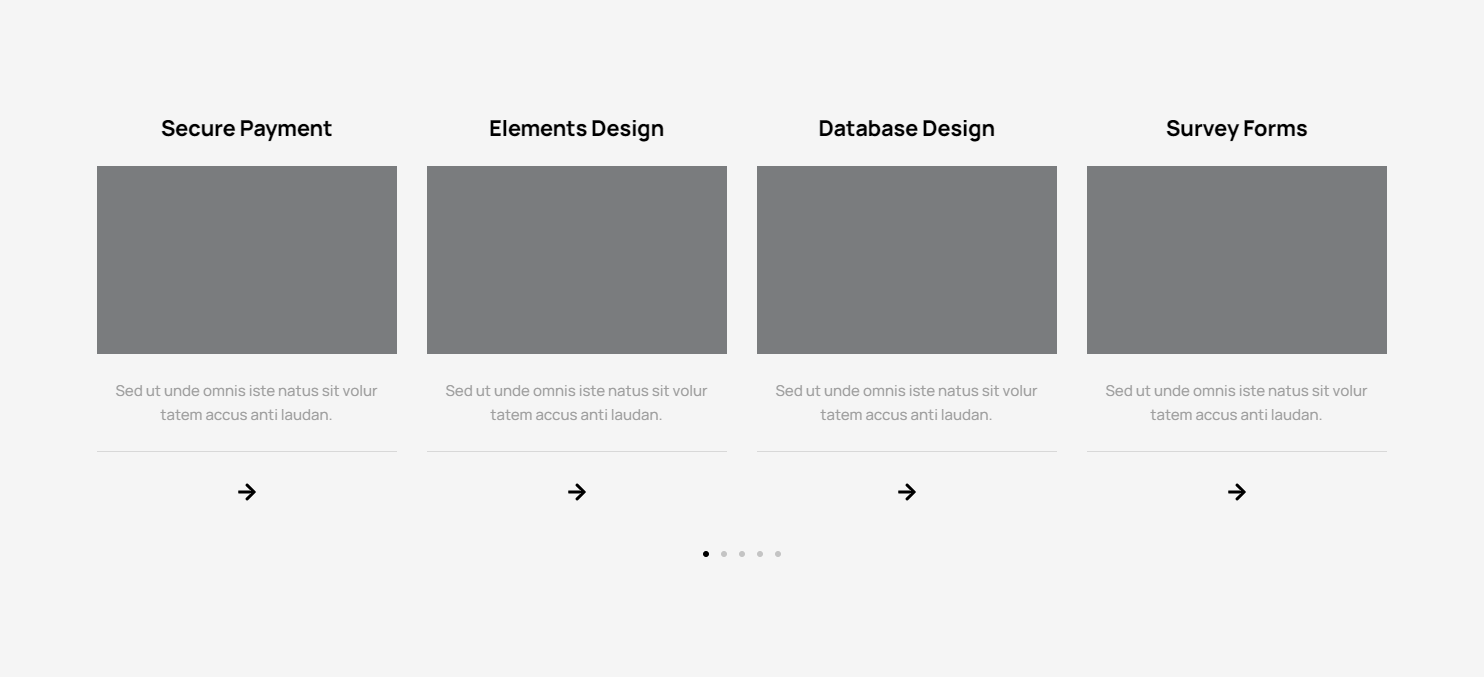 Secure Payment
Sed ut unde omnis iste natus sit volur
tatem accus anti laudan.
Elements Design
Sed ut unde omnis iste natus sit volur
tatem accus anti laudan.
Database Design
Sed ut unde omnis iste natus sit volur
tatem accus anti laudan.
Survey Forms
Sed ut unde omnis iste natus sit volur
tatem accus anti laudan.